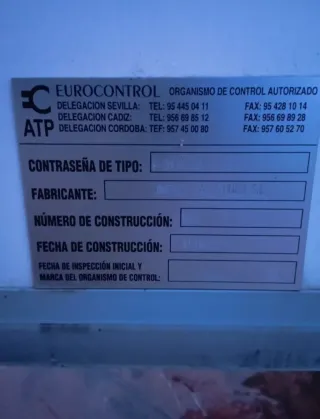 EUROCONTROL ORGANISMO DE CONTROL AUTORIZADO
DELEGACION SEVILLA: TEL: 95 445 04 11 FAX: 95 428 10 14
DELEGACION CADIZ: TEL: 956 69 85 12 FAX: 956 69 89 28
ATP DELEGACION CORDOBA: TEF: 957 45 00 80 FAX: 957 60 52 70
CONTRASEÑA DE TIPO:
FABRICANTE:
NÚMERO DE CONSTRUCCIÓN:
FECHA DE CONSTRUCCIÓN:
FECHA DE INSPECCIÓN INICIAL Y
MARCA DEL ORGANISMO DE CONTROL: